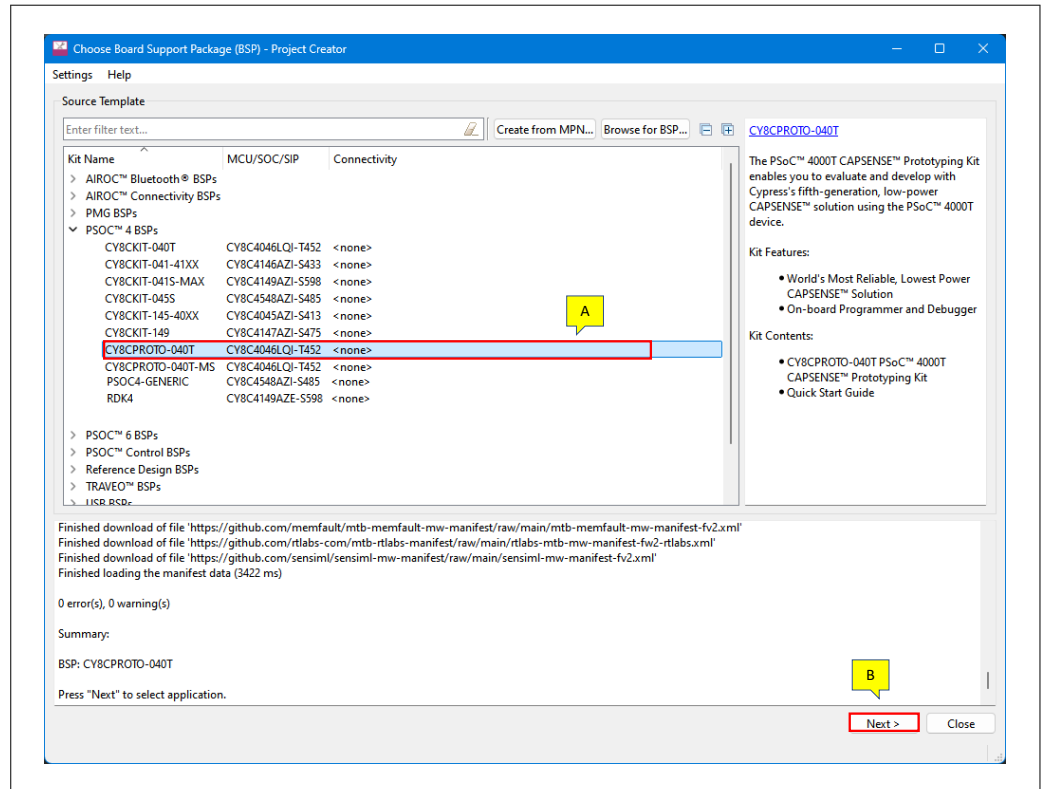 Choose Board Support Package (BSP) - Project Creator
Settings Help
Source Template
Enter filter text...
Create from MPN... Browse for BSP...
Kit Name MCU/SOC/SIP Connectivity
AIROC™ Bluetooth® BSPs
AIROC™ Connectivity BSPs
PMG BSPs
PSOC™ 4 BSPs
CY8CKIT-040T CY8C4046LQI-T452 <none>
CY8CKIT-041-41XX CY8C4146AZI-S433 <none>
CY8CKIT-041S-MAX CY8C4149AZI-S598 <none>
CY8CKIT-045S CY8C4548AZI-S485 <none>
CY8CKIT-145-40XX CY8C4045AZI-S413 <none>
CY8CKIT-149 CY8C4147AZI-S475 <none>
CY8CPROTO-040T CY8C4046LQI-T452 <none>
CY8CPROTO-040T-MS CY8C4046LQI-T452 <none>
PSOC4-GENERIC CY8C4548AZI-S485 <none>
RDK4 CY8C4149AZE-S598 <none>
PSOC™ 6 BSPs
PSOC™ Control BSPs
Reference Design BSPs
TRAVEO™ BSPs
USB BSPs
A
CY8CPROTO-040T
The PSoC™ 4000T CAPSENSE™ Prototyping Kit
enables you to evaluate and develop with
Cypress's fifth-generation, low-power
CAPSENSE™ solution using the PSoC™ 4000T
device.
Kit Features:
• World's Most Reliable, Lowest Power
CAPSENSE™ Solution
• On-board Programmer and Debugger
Kit Contents:
• CY8CPROTO-040T PSoC™ 4000T
CAPSENSE™ Prototyping Kit
• Quick Start Guide
Finished download of file 'https://github.com/memfault/mtb-memfault-mw-manifest/raw/main/mtb-memfault-mw-manifest-fv2.xml'
Finished download of file 'https://github.com/rtlabs-com/mtb-rtlabs-manifest/raw/main/rtlabs-mtb-mw-manifest-fw2-rtlabs.xml'
Finished download of file 'https://github.com/sensiml/sensiml-mw-manifest/raw/main/sensiml-mw-manifest-fv2.xml'
Finished loading the manifest data (3422 ms)
0 error(s), 0 warning(s)
Summary:
BSP: CY8CPROTO-040T
Press "Next" to select application.
B
Next > Close